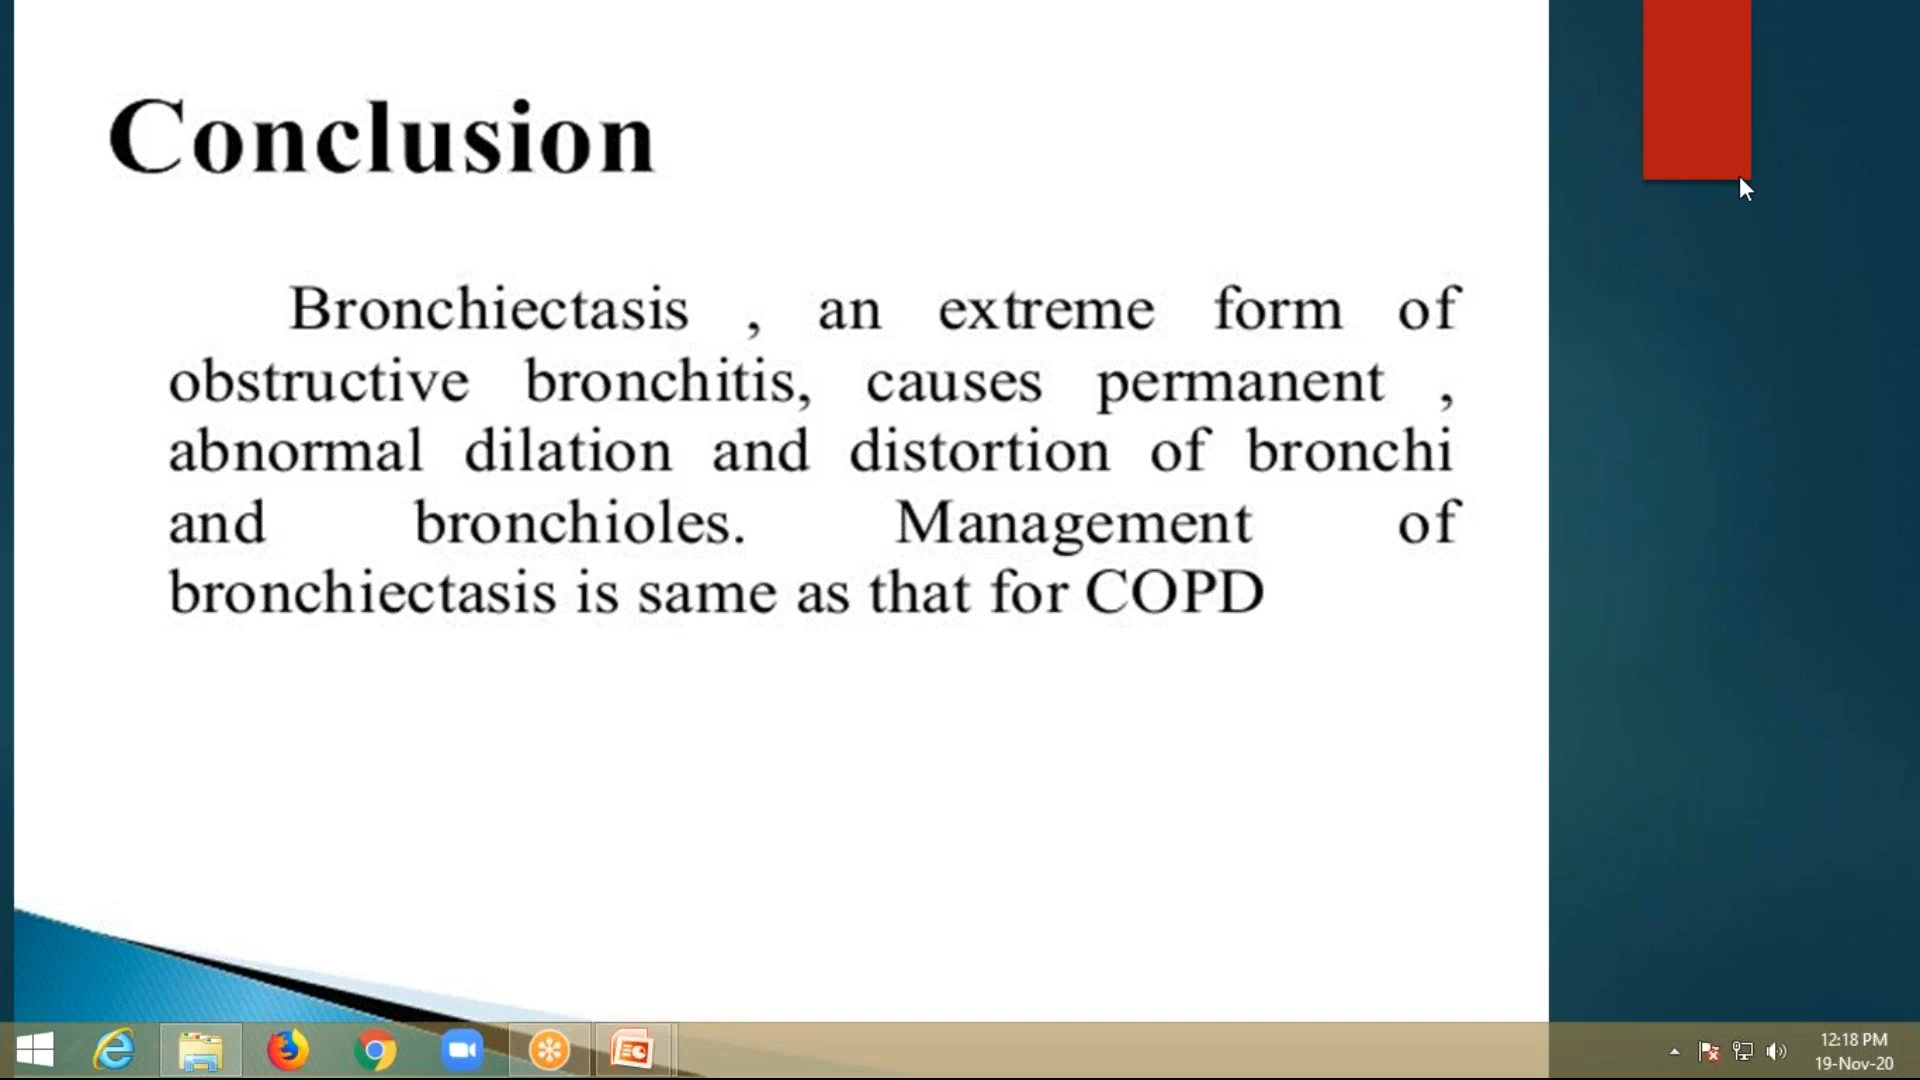 Conclusion
Bronchiectasis , an extreme form of
obstructive bronchitis, causes permanent ,
abnormal dilation and distortion of bronchi
and bronchioles. Management of
bronchiectasis is same as that for COPD
12:18 PM
19-Nov-20